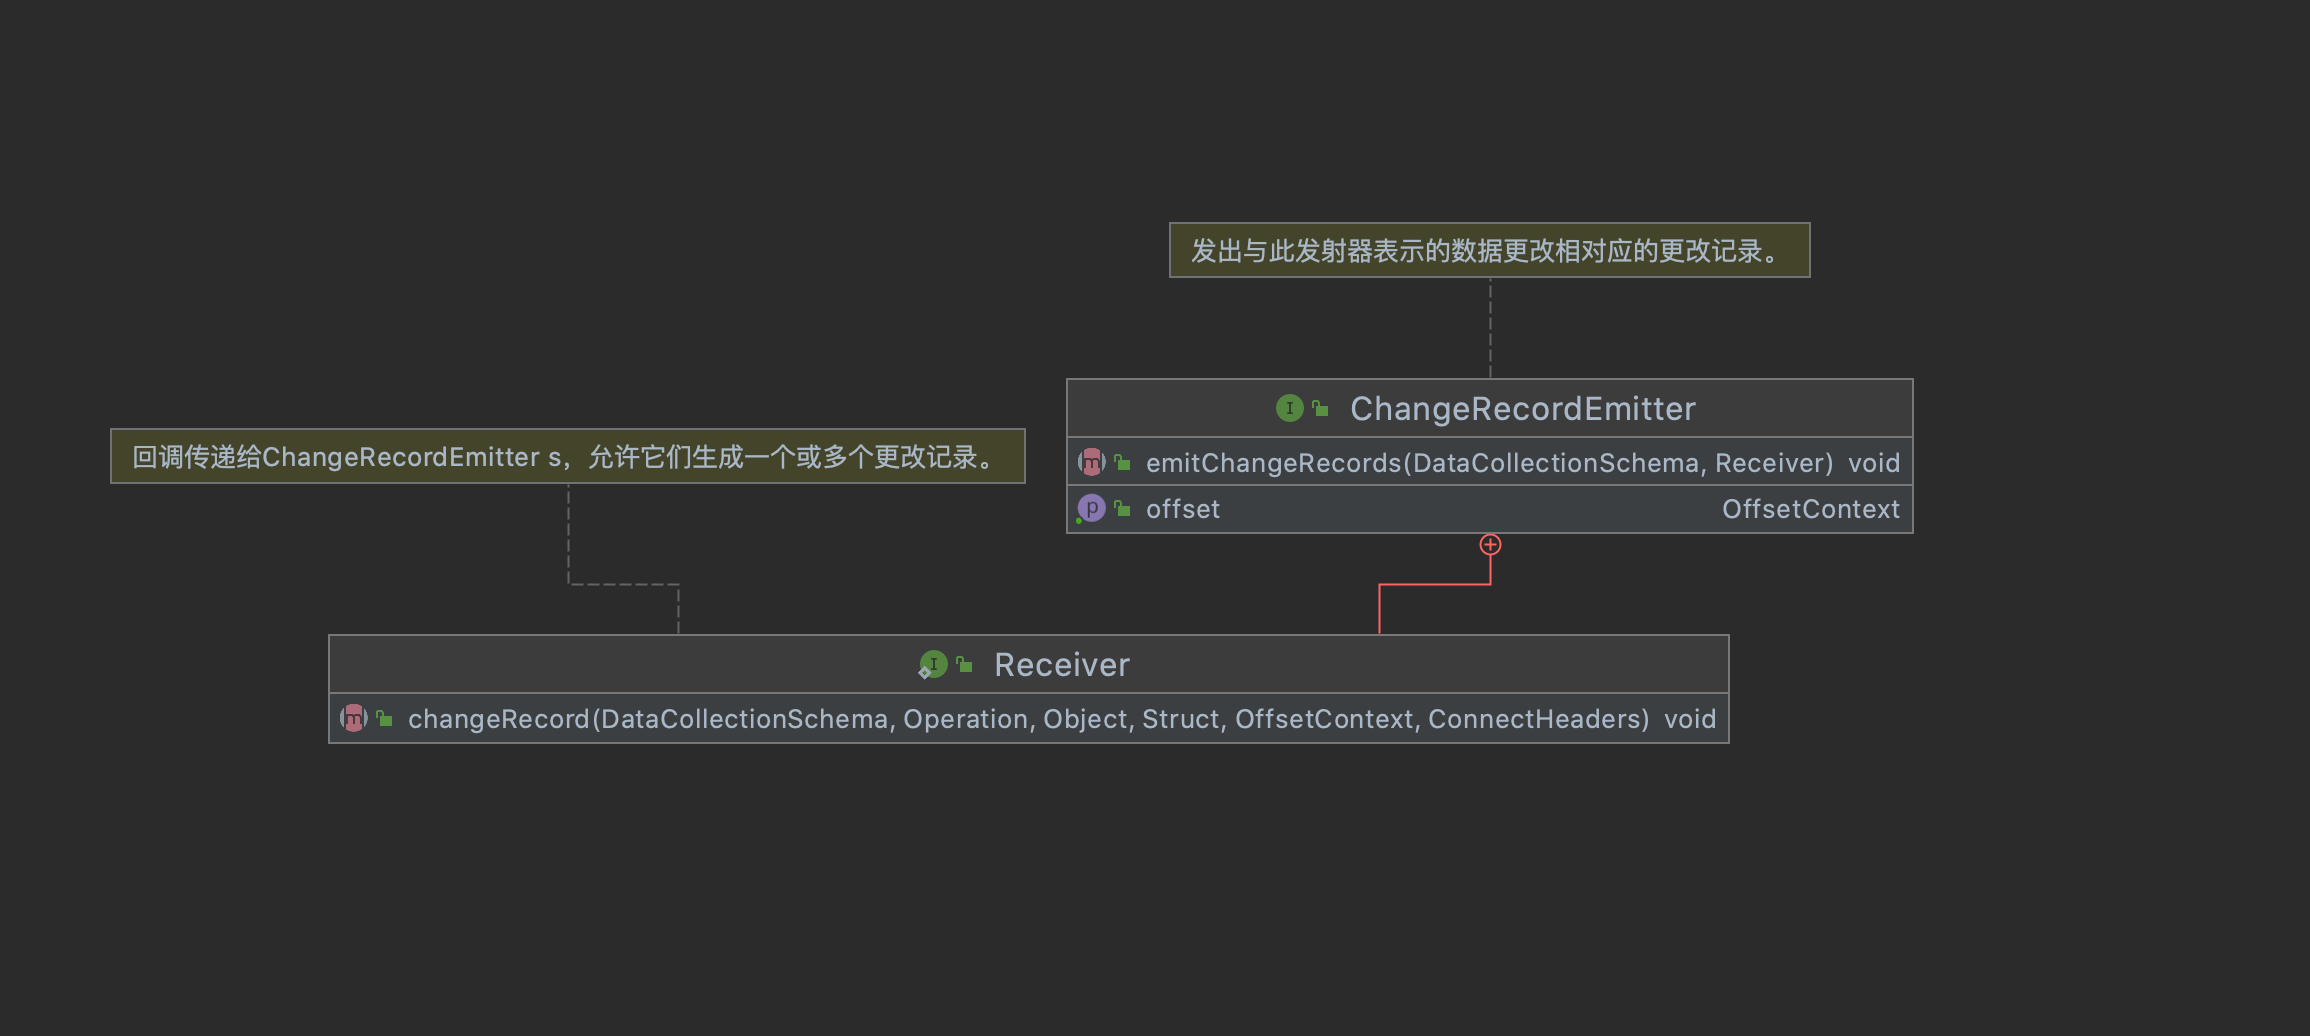 发出与此发射器表示的数据更改相对应的更改记录。
ChangeRecordEmitter
emitChangeRecords(DataCollectionSchema, Receiver) void
offset OffsetContext
回调传递给ChangeRecordEmitter s，允许它们生成一个或多个更改记录。
Receiver
changeRecord(DataCollectionSchema, Operation, Object, Struct, OffsetContext, ConnectHeaders) void